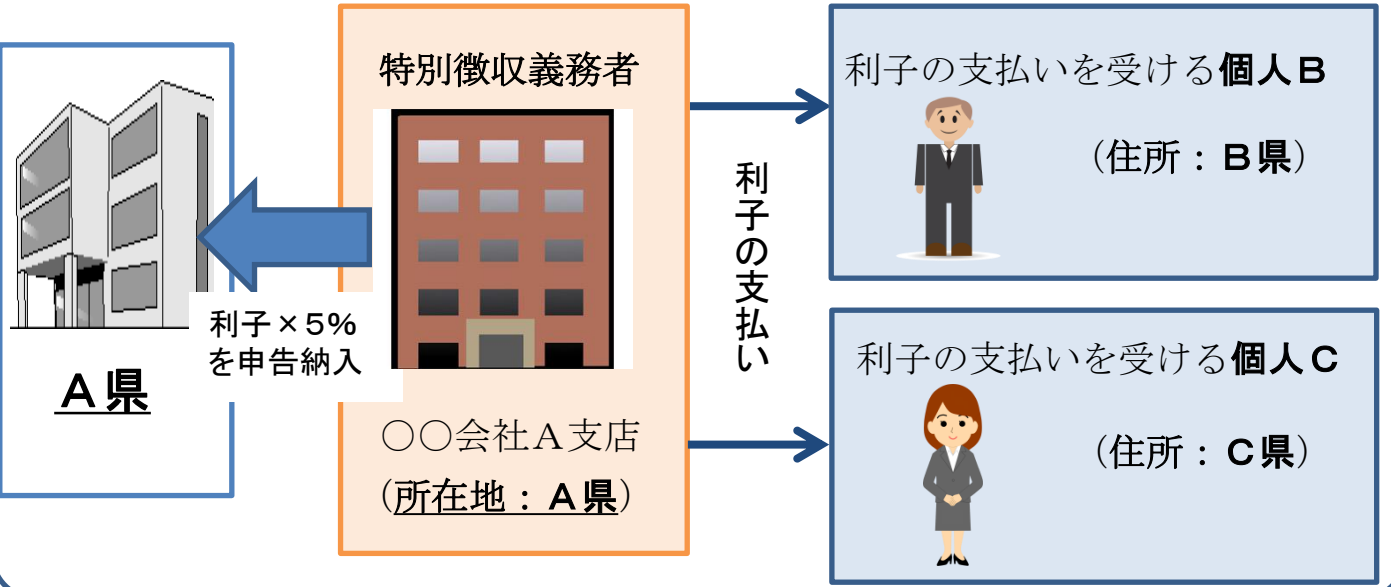 A県
利子×5%
を申告納入
特別徴収義務者
○○会社A支店
(所在地：A県)
利子の支払い
利子の支払いを受ける個人B
(住所：B県)
利子の支払いを受ける個人C
(住所：C県)